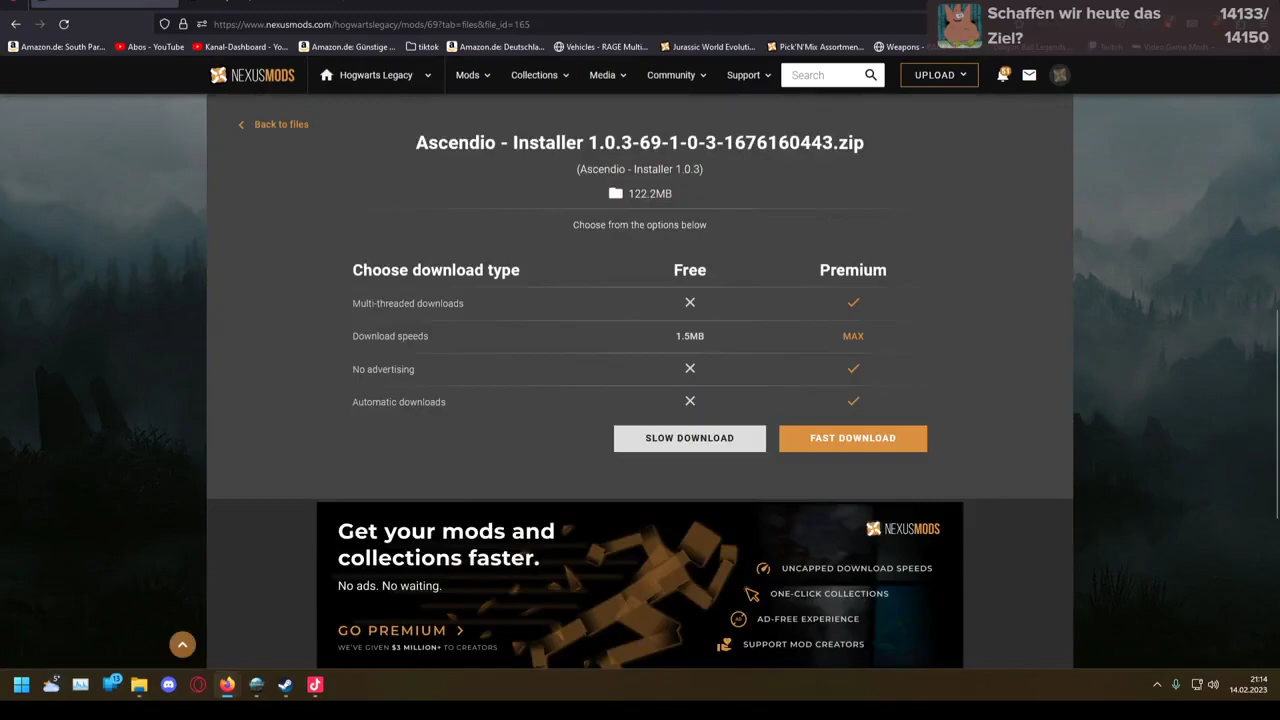 https://www.nexusmods.com/hogwartslegacy/mods/69?tab=files&file_id=165
Schaffen wir heute das Ziel?
14133/
14150
Amazon.de: South Par...
Abos - YouTube
Kanal-Dashboard - Yo...
Amazon.de: Günstige ...
tiktok
Amazon.de: Deutschla...
Vehicles - RAGE Multi...
Jurassic World Evoluti...
Pick'N'Mix Assortmen...
Weapons -
Twitch
NEXUSMODS
Hogwarts Legacy
Mods
Collections
Media
Community
Support
Search
UPLOAD
Back to files
Ascendio - Installer 1.0.3-69-1-0-3-1676160443.zip
(Ascendio - Installer 1.0.3)
122.2MB
Choose from the options below
Choose download type Free Premium
Multi-threaded downloads
Download speeds 1.5MB MAX
No advertising
Automatic downloads
SLOW DOWNLOAD FAST DOWNLOAD
Get your mods and
collections faster.
No ads. No waiting.
GO PREMIUM
WE'VE GIVEN $3 MILLION+ TO CREATORS
NEXUSMODS
UNCAPPED DOWNLOAD SPEEDS
ONE-CLICK COLLECTIONS
AD-FREE EXPERIENCE
SUPPORT MOD CREATORS
5°
13
21:14
14.02.2023